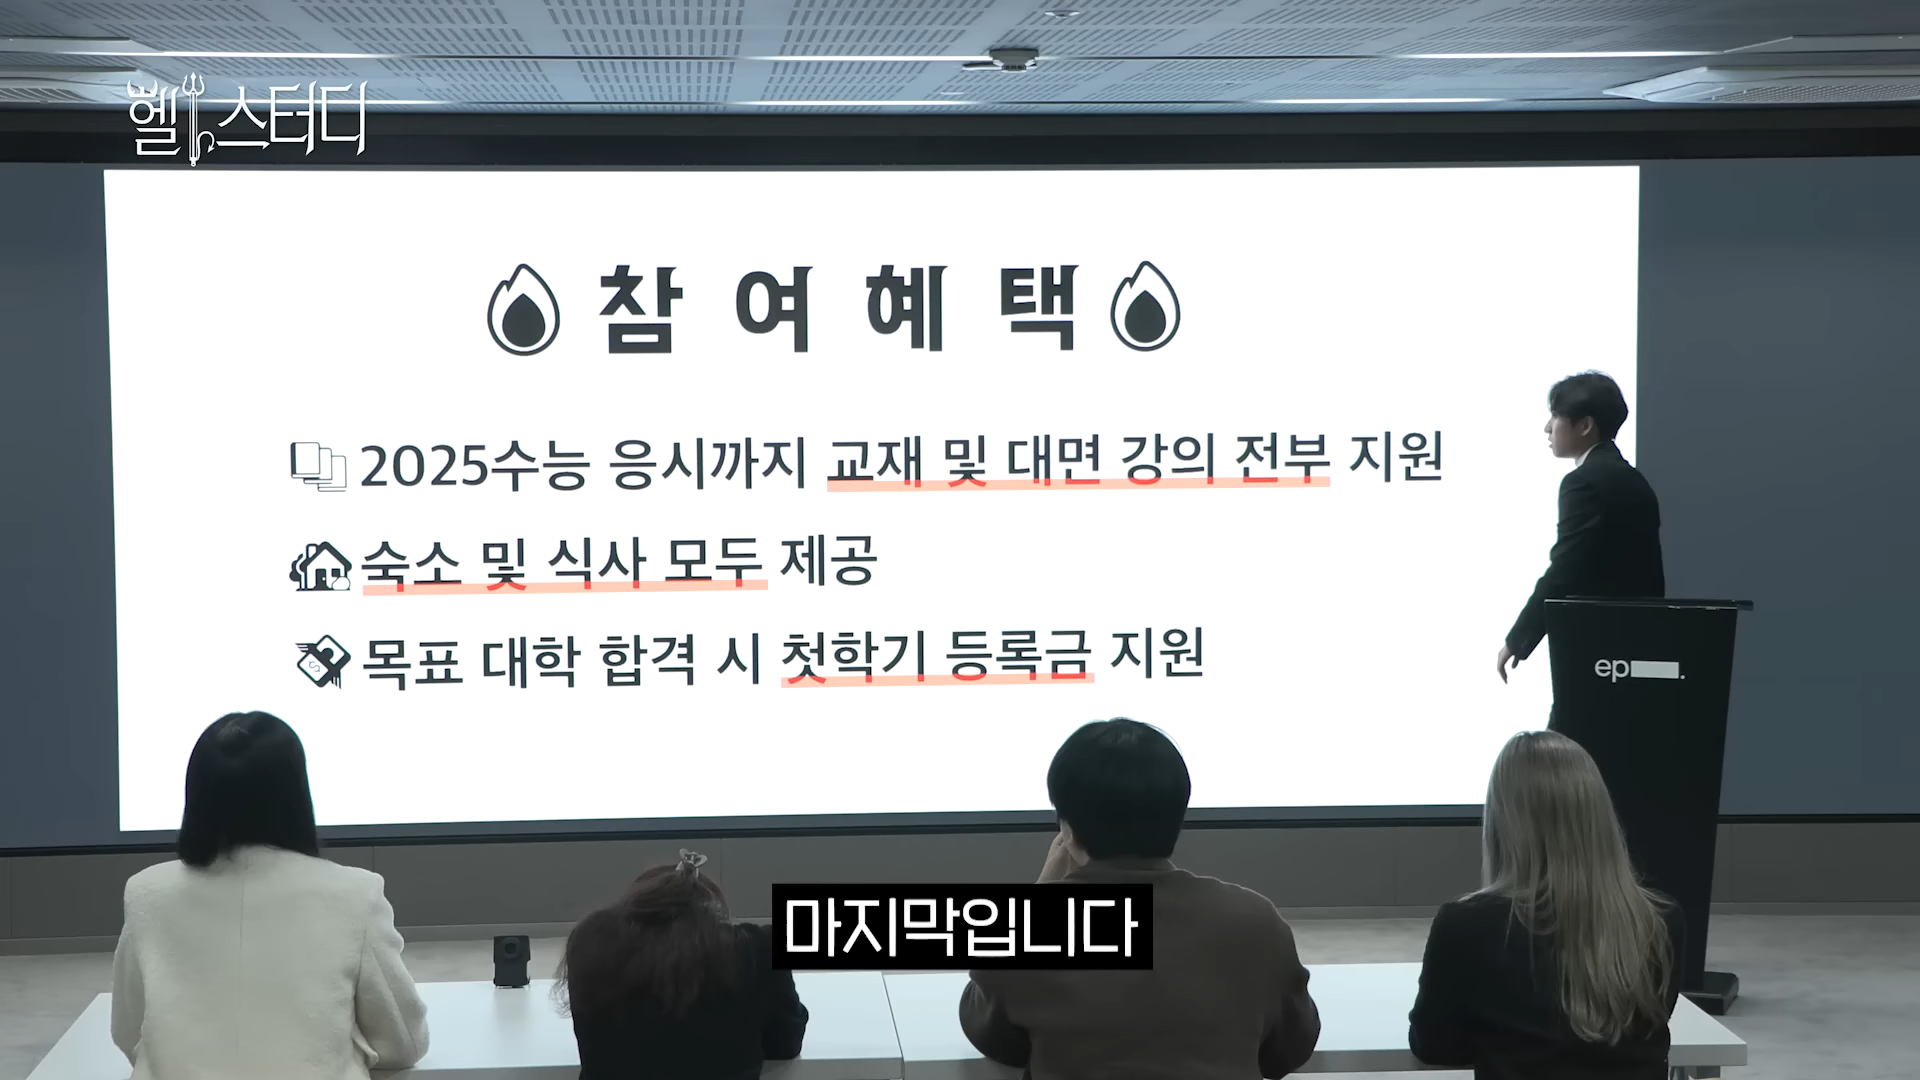 헬스터디
참여혜택
2025수능 응시까지 교재 및 대면 강의 전부 지원
숙소 및 식사 모두 제공
목표 대학 합격 시 첫학기 등록금 지원
ep
마지막입니다